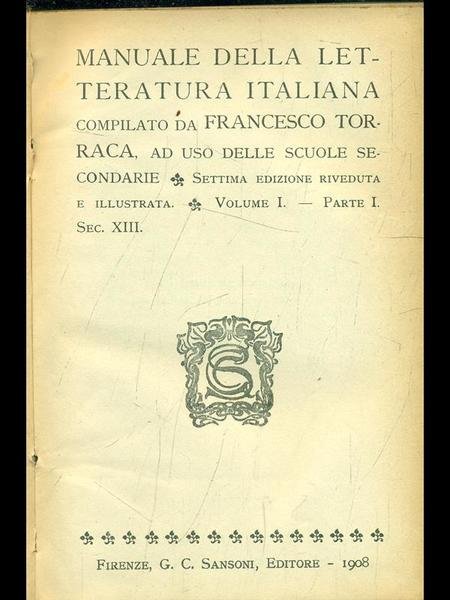 MANUALE DELLA LET-
TERATURA ITALIANA
COMPILATO DA FRANCESCO TOR-
RACA, AD USO DELLE SCUOLE SE-
CONDARIE SETTIMA EDIZIONE RIVEDUTA
E ILLUSTRATA. VOLUME I. — PARTE I.
SEC. XIII.
GCS
FIRENZE, G. C. SANSONI, EDITORE - 1908